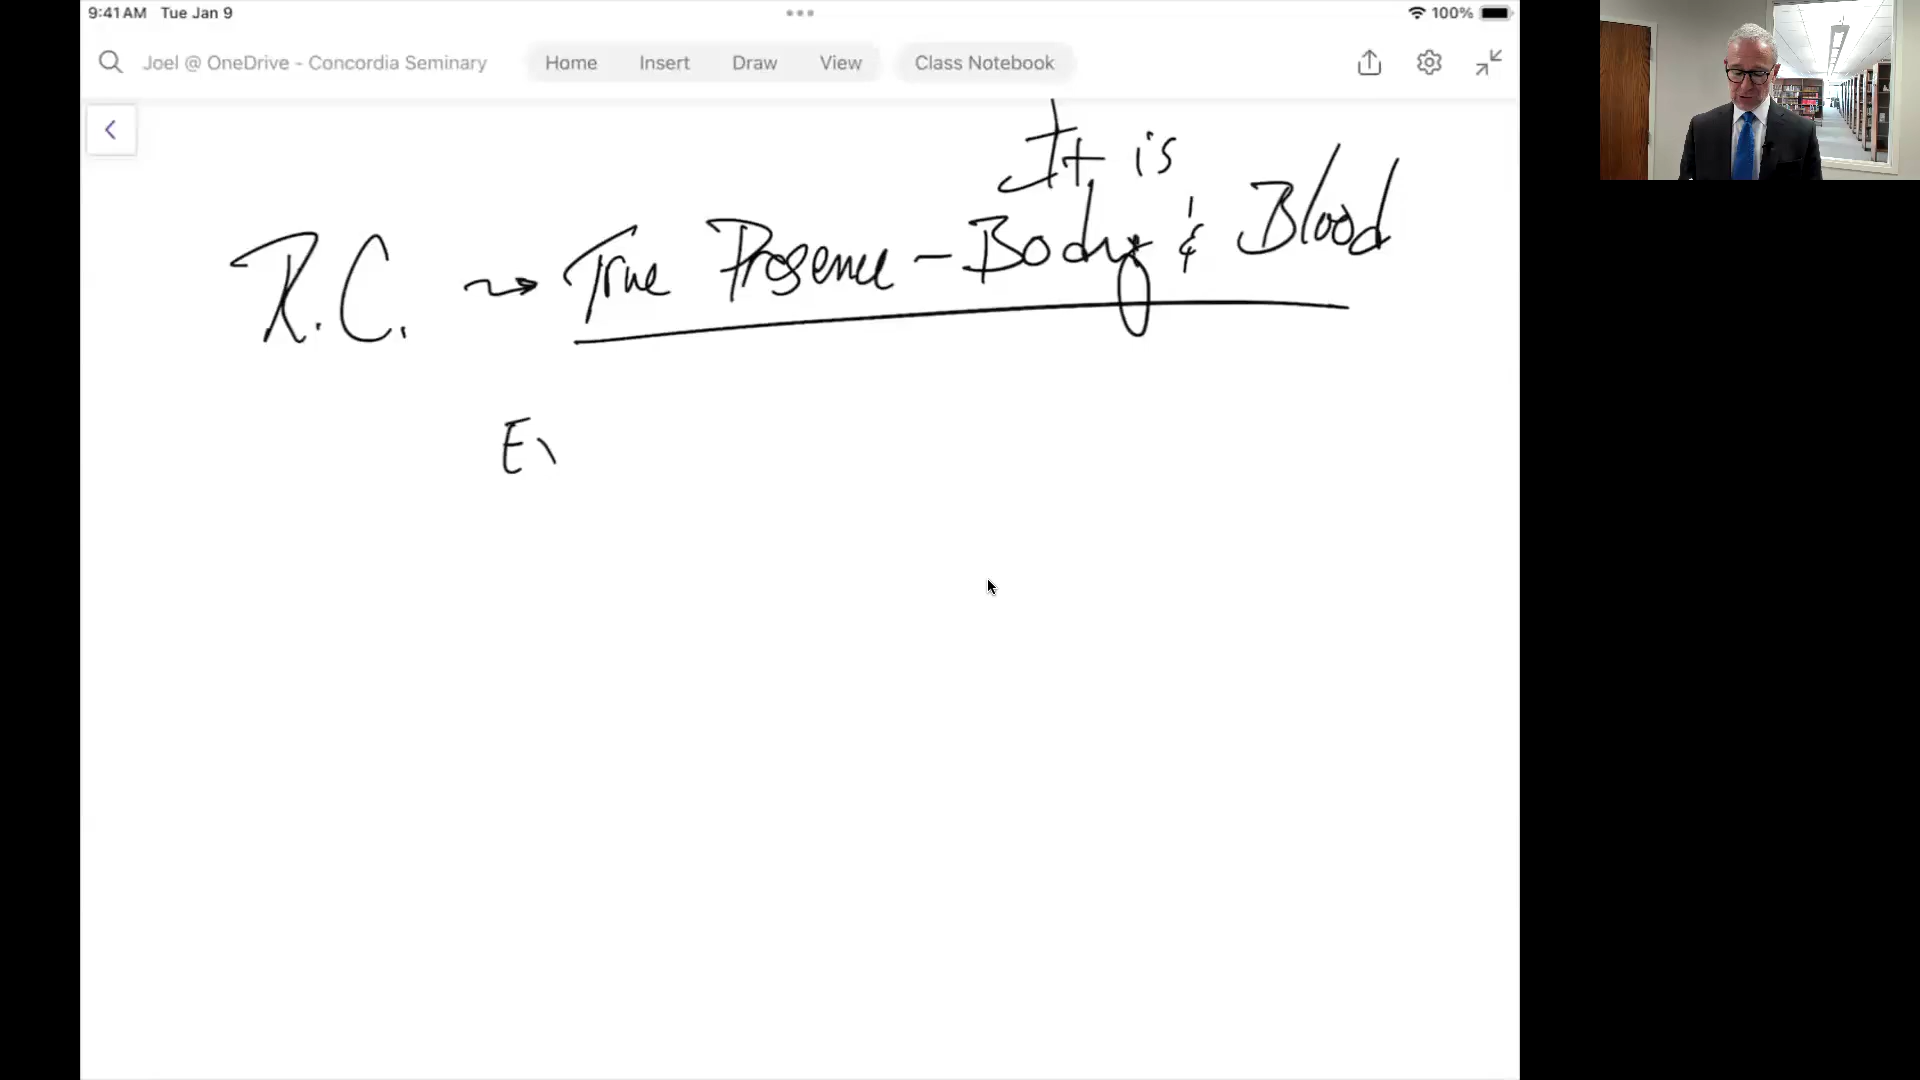 9:41 AM Tue Jan 9
100%
Joel @ OneDrive - Concordia Seminary
Home Insert Draw View Class Notebook
It is
R.C. → True Presence - Body & Blood